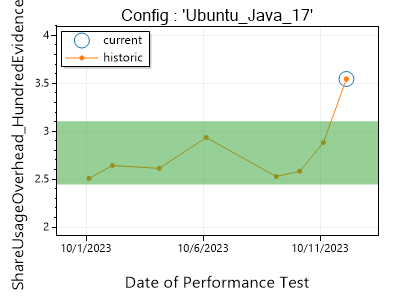 Config : 'Ubuntu_Java_17'
current
historic
ShareUsageOverhead_HundredEvidence
4
3.5
3
2.5
2
10/1/2023
10/6/2023
10/11/2023
Date of Performance Test